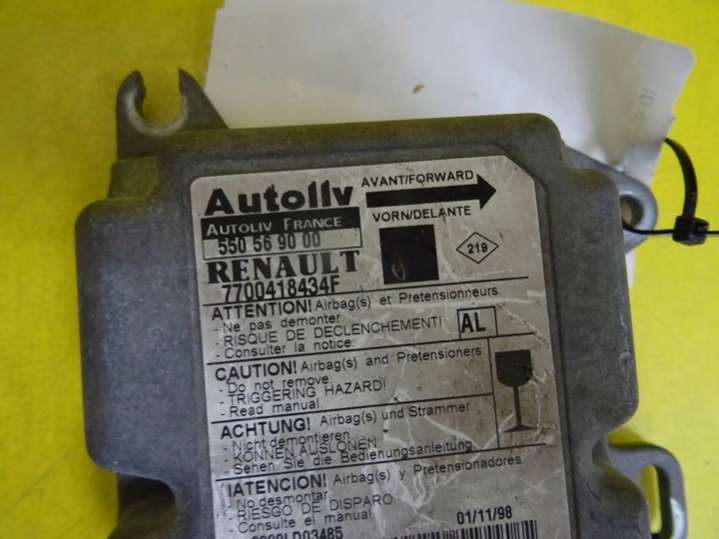 Autoliv
AVANT/FORWARD
AUTOLIV FRANCE
VORN/DELANTE
550 56 90 00
219
RENAULT
7700418434F
ATTENTION! Airbag(s) et Pretensionneurs
- Ne pas demonter.
- RISQUE DE DECLENCHEMENT!
AL
- Consulter la notice.
CAUTION! Airbag(s) and Pretensioners
- Do not remove.
- TRIGGERING HAZARD!
- Read manual.
ACHTUNG! Airbag(s) und Strammer
- Nicht demontieren.
- KONNEN AUSLONEN.
- Sehen Sie die Bedienungsanleitung
!ATENCION! Airbag(s) y Pretensionadores
- No desmontar.
- RIESGO DE DISPARO.
- Consulte el manual.
01/11/98